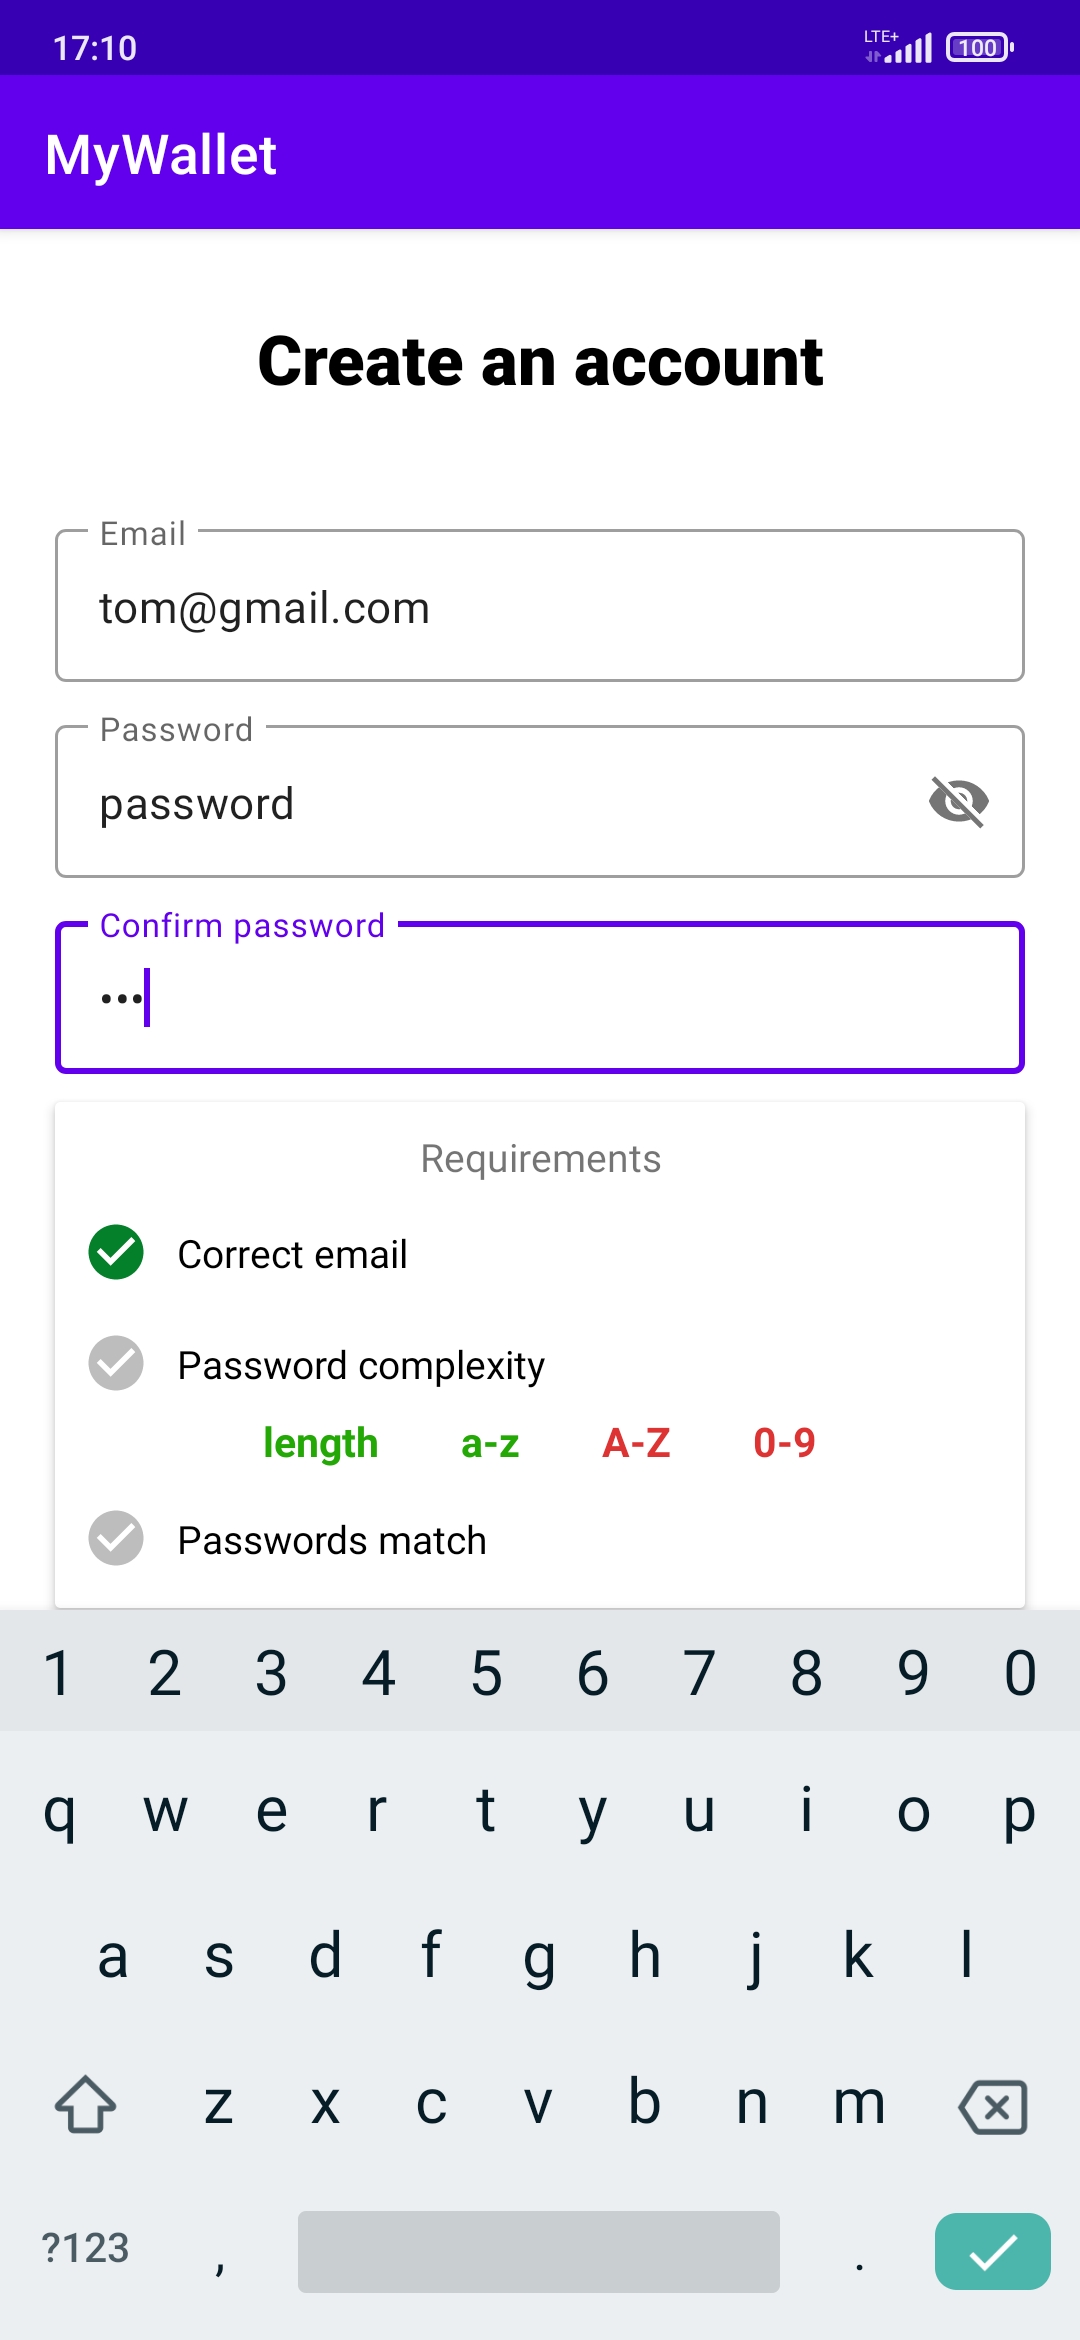 17:10 LTE+ 100
MyWallet
Create an account
Email
tom@gmail.com
Password
password
Confirm password
•••
Requirements
Correct email
Password complexity
length a-z A-Z 0-9
Passwords match
1 2 3 4 5 6 7 8 9 0
q w e r t y u i o p
a s d f g h j k l
z x c v b n m
?123 , .